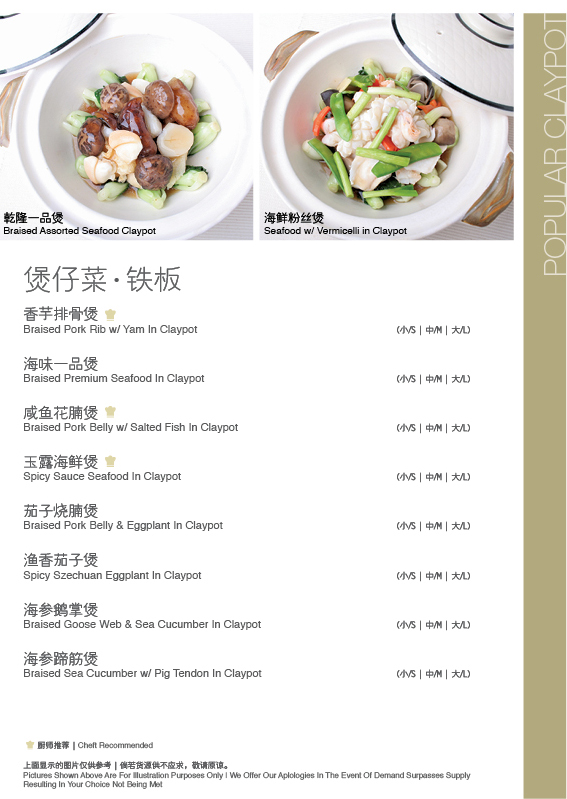 POPULAR CLAYPOT
乾隆一品煲
Braised Assorted Seafood Claypot
海鲜粉丝煲
Seafood w/ Vermicelli in Claypot
煲仔菜·铁板
香芋排骨煲
Braised Pork Rib w/ Yam In Claypot (小/S | 中/M | 大/L)
海味一品煲
Braised Premium Seafood In Claypot (小/S | 中/M | 大/L)
咸鱼花腩煲
Braised Pork Belly w/ Salted Fish In Claypot (小/S | 中/M | 大/L)
玉露海鲜煲
Spicy Sauce Seafood In Claypot (小/S | 中/M | 大/L)
茄子烧腩煲
Braised Pork Belly & Eggplant In Claypot (小/S | 中/M | 大/L)
渔香茄子煲
Spicy Szechuan Eggplant In Claypot (小/S | 中/M | 大/L)
海参鹅掌煲
Braised Goose Web & Sea Cucumber In Claypot (小/S | 中/M | 大/L)
海参蹄筋煲
Braised Sea Cucumber w/ Pig Tendon In Claypot (小/S | 中/M | 大/L)
厨师推荐 | Cheft Recommended
上面显示的图片仅供参考 | 倘若货源供不应求，敬请原谅。
Pictures Shown Above Are For Illustration Purposes Only | We Offer Our Aplologies In The Event Of Demand Surpasses Supply
Resulting In Your Choice Not Being Met